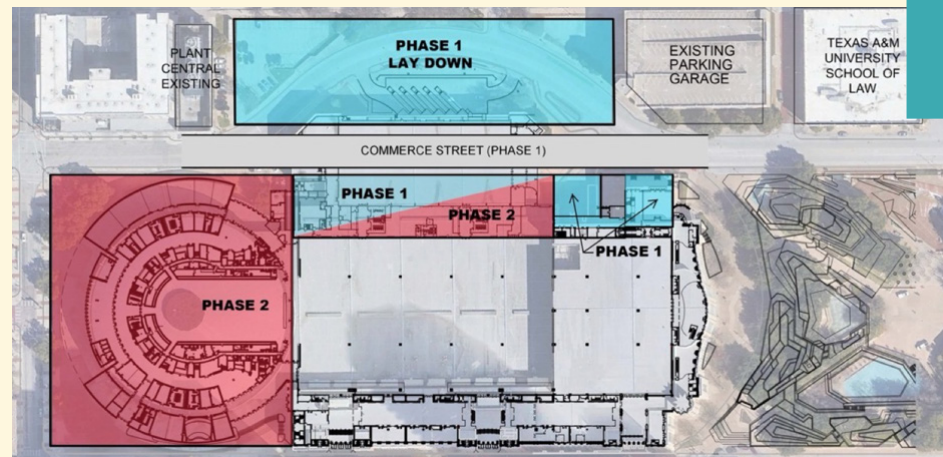 PLANT
CENTRAL
EXISTING
PHASE 1
LAY DOWN
EXISTING
PARKING
GARAGE
TEXAS A&M
UNIVERSITY
SCHOOL OF
LAW
COMMERCE STREET (PHASE 1)
PHASE 1
PHASE 2
PHASE 1
PHASE 2